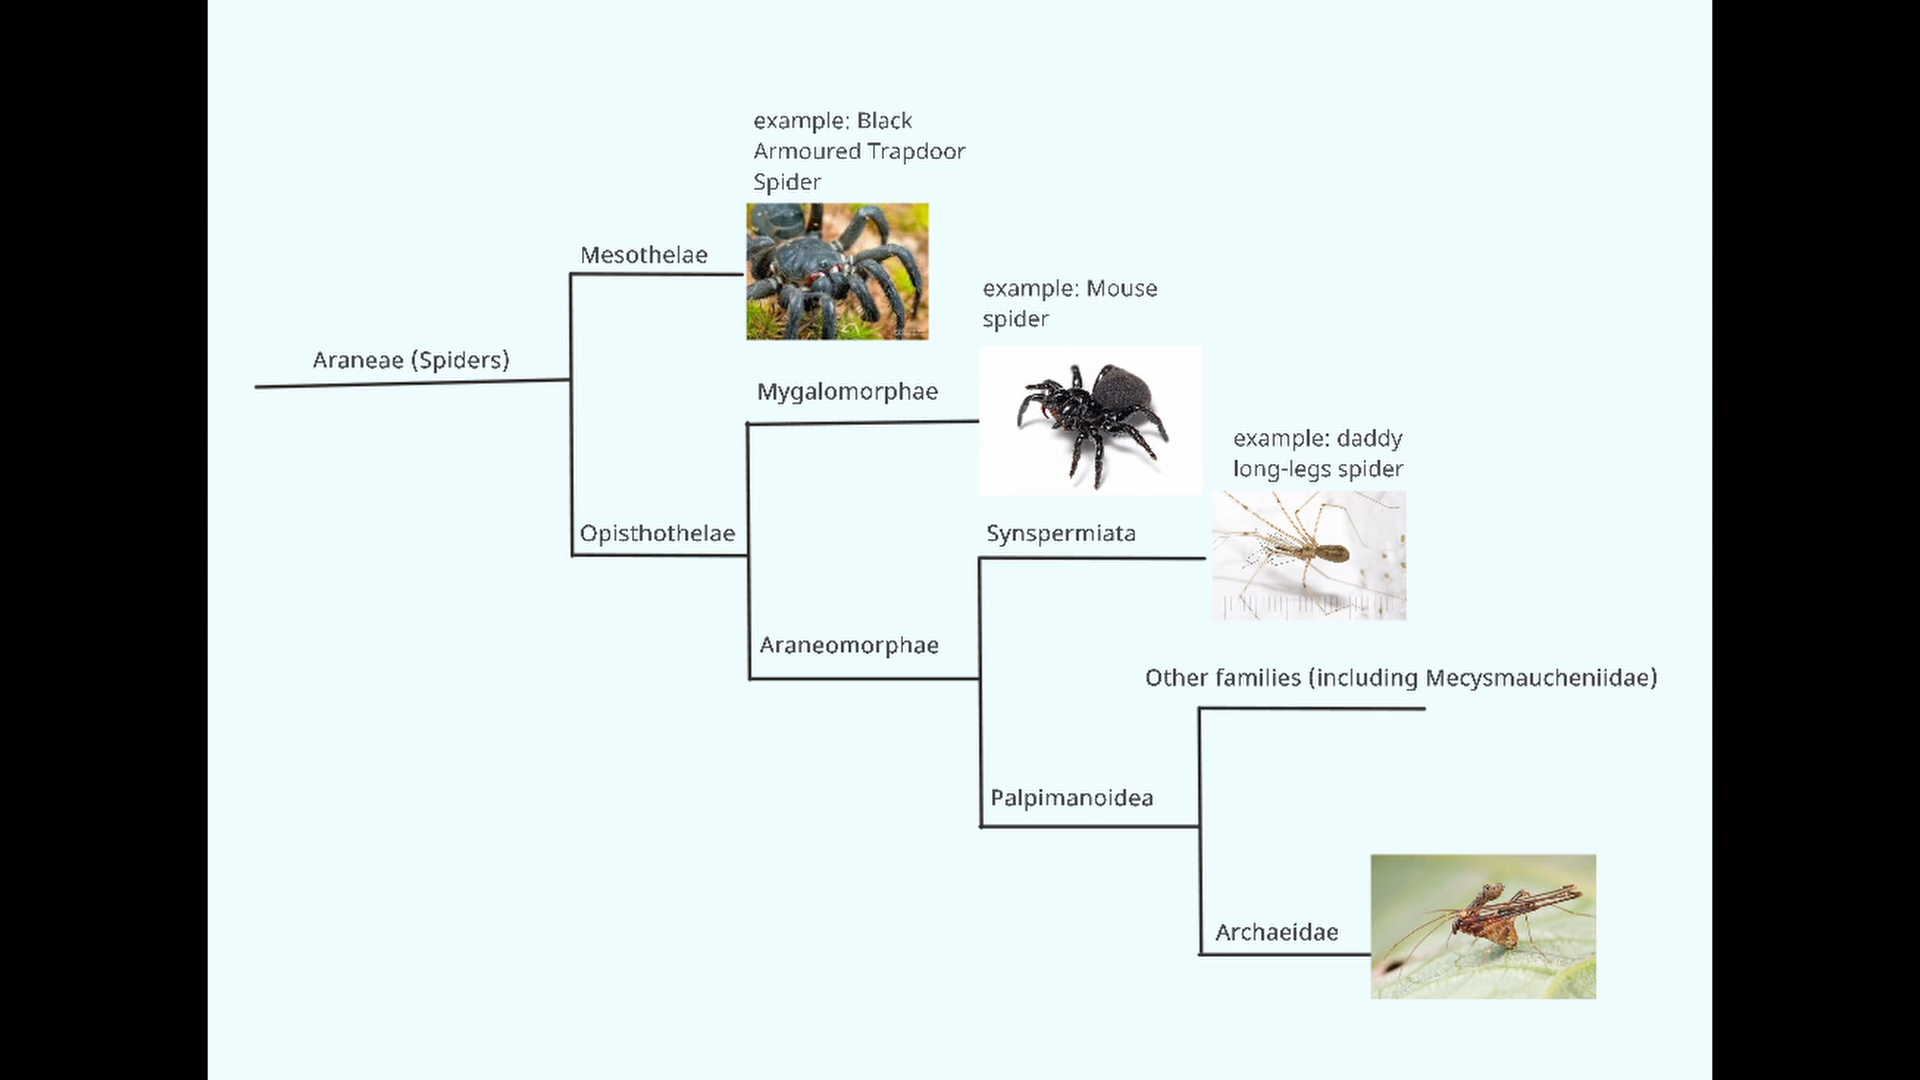 example: Black
Armoured Trapdoor
Spider
Mesothelae
example: Mouse
spider
Araneae (Spiders)
Mygalomorphae
example: daddy
long-legs spider
Opisthothelae
Synspermiata
Araneomorphae
Other families (including Mecysmaucheniidae)
Palpimanoidea
Archaeidae